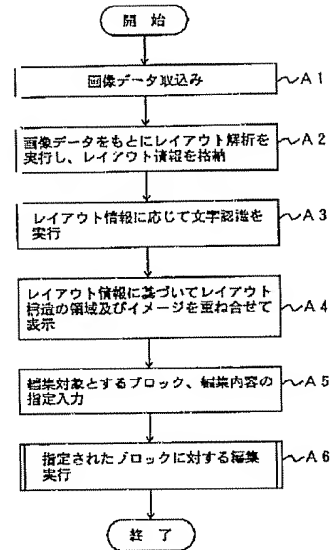 開 始
画像データ取込み
A 1
画像データをもとにレイアウト解析を
実行し、レイアウト情報を格納
A 2
レイアウト情報に応じて文字認識を
実行
A 3
レイアウト情報に基づいてレイアウト
構造の領域及びイメージを重ね合せて
表示
A 4
編集対象とするブロック、編集内容の
指定入力
A 5
指定されたブロックに対する編集
実行
A 6
終 了